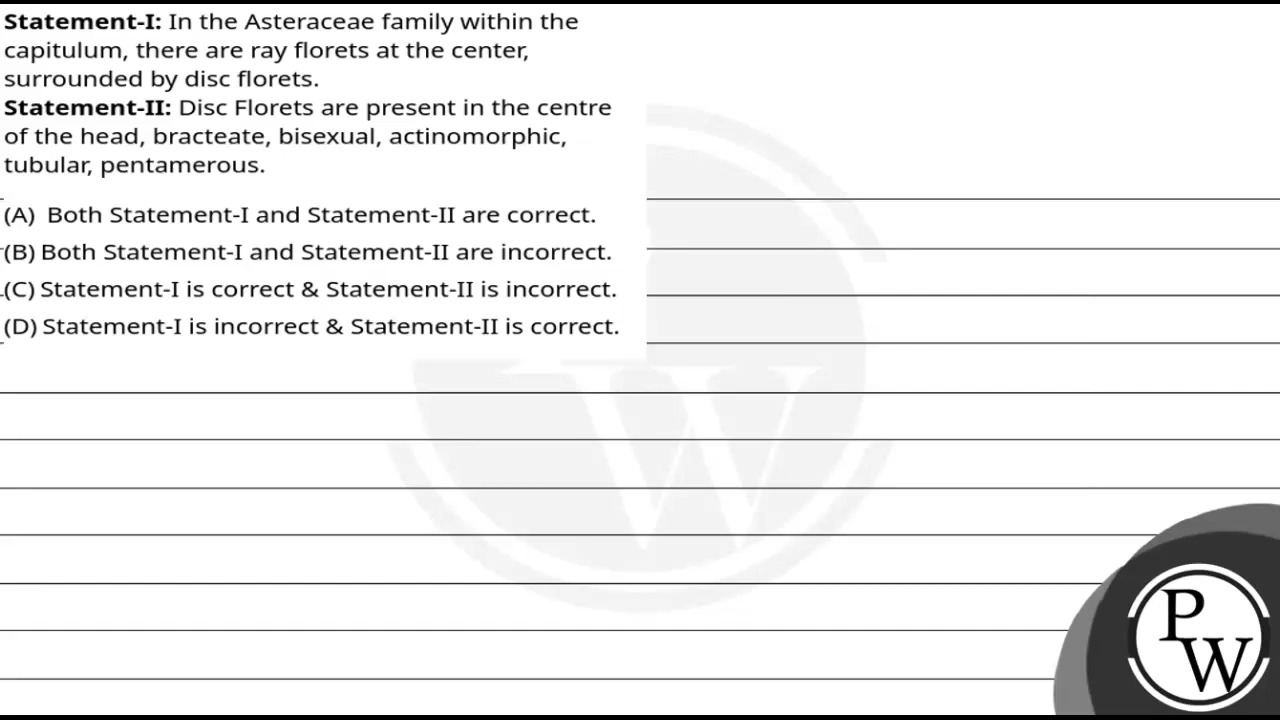 Statement-I: In the Asteraceae family within the
capitulum, there are ray florets at the center,
surrounded by disc florets.
Statement-II: Disc Florets are present in the centre
of the head, bracteate, bisexual, actinomorphic,
tubular, pentamerous.
(A) Both Statement-I and Statement-II are correct.
(B) Both Statement-I and Statement-II are incorrect.
(C) Statement-I is correct & Statement-II is incorrect.
(D) Statement-I is incorrect & Statement-II is correct.
W
P
W